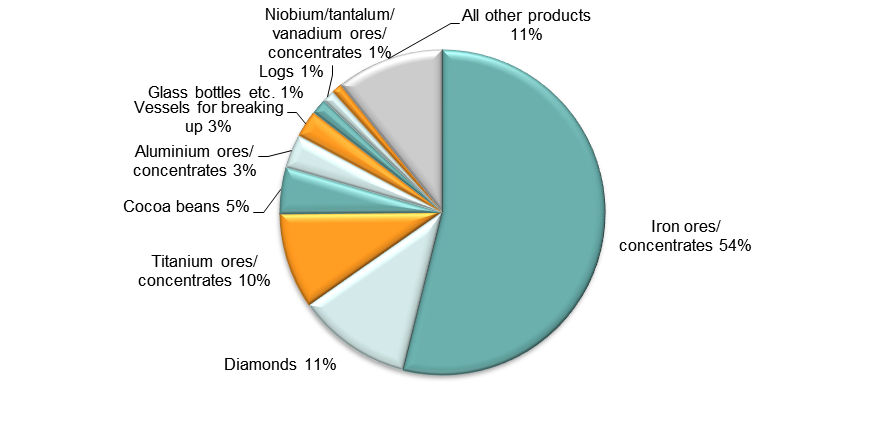 Niobium/tantalum/
vanadium ores/
concentrates 1%
Logs 1%
Glass bottles etc. 1%
Vessels for breaking
up 3%
Aluminium ores/
concentrates 3%
Cocoa beans 5%
Titanium ores/
concentrates 10%
Diamonds 11%
All other products
11%
Iron ores/
concentrates 54%